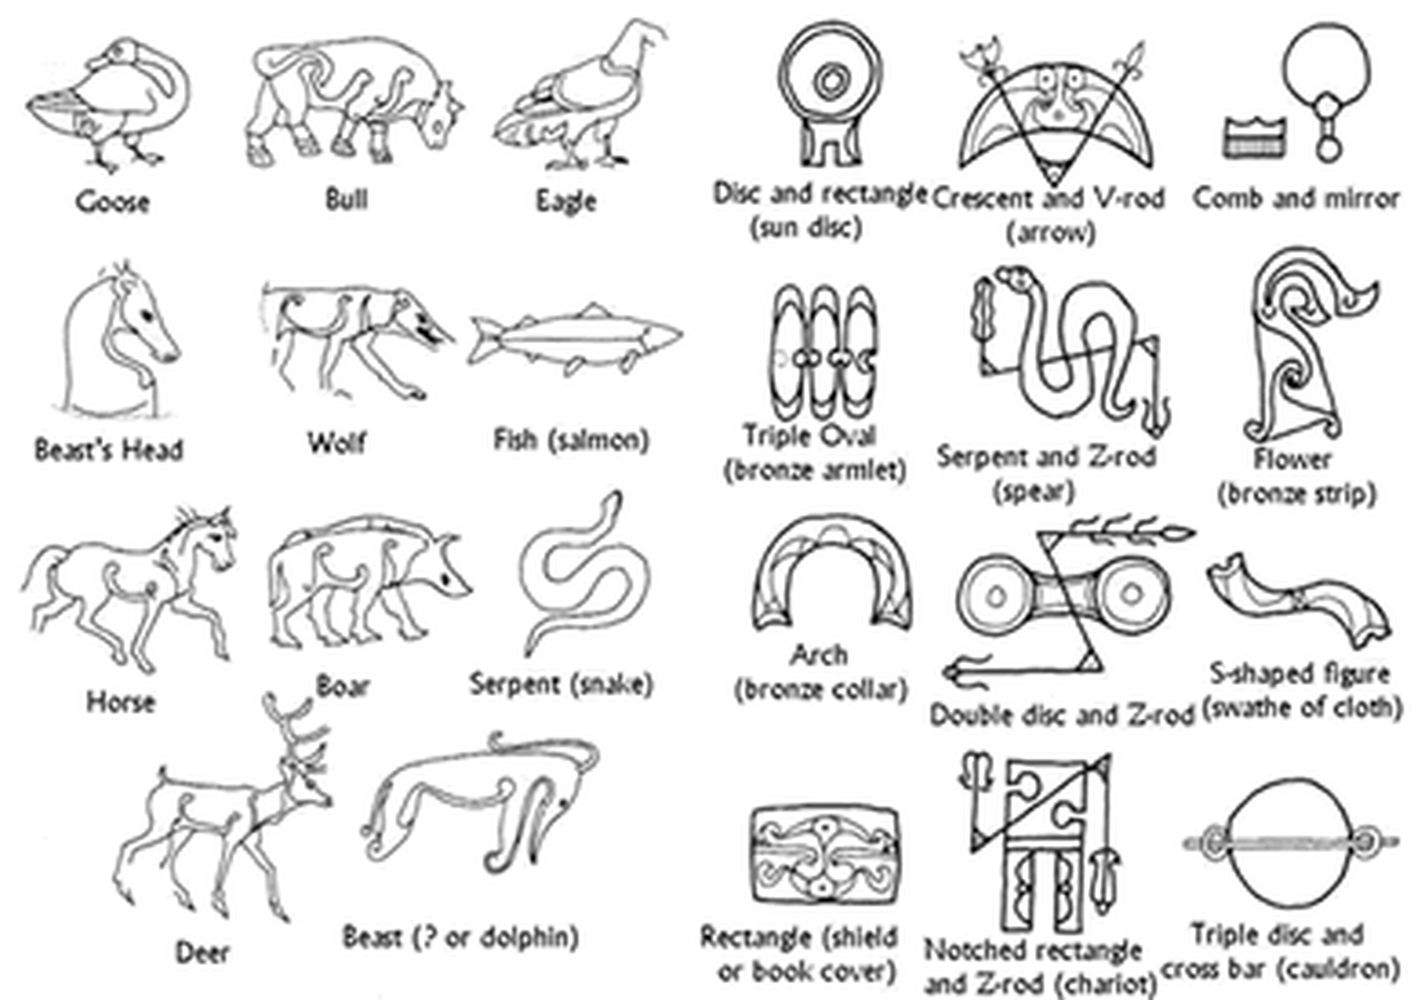 Goose
Bull
Eagle
Disc and rectangle
(sun disc)
Crescent and V-rod
(arrow)
Comb and mirror
Beast's Head
Wolf
Fish (salmon)
Triple Oval
(bronze armlet)
Serpent and Z-rod
(spear)
Flower
(bronze strip)
Horse
Boar
Serpent (snake)
Arch
(bronze collar)
Double disc and Z-rod
S-shaped figure
(swathe of cloth)
Deer
Beast (? or dolphin)
Rectangle (shield
or book cover)
Notched rectangle
and Z-rod (chariot)
Triple disc and
cross bar (cauldron)